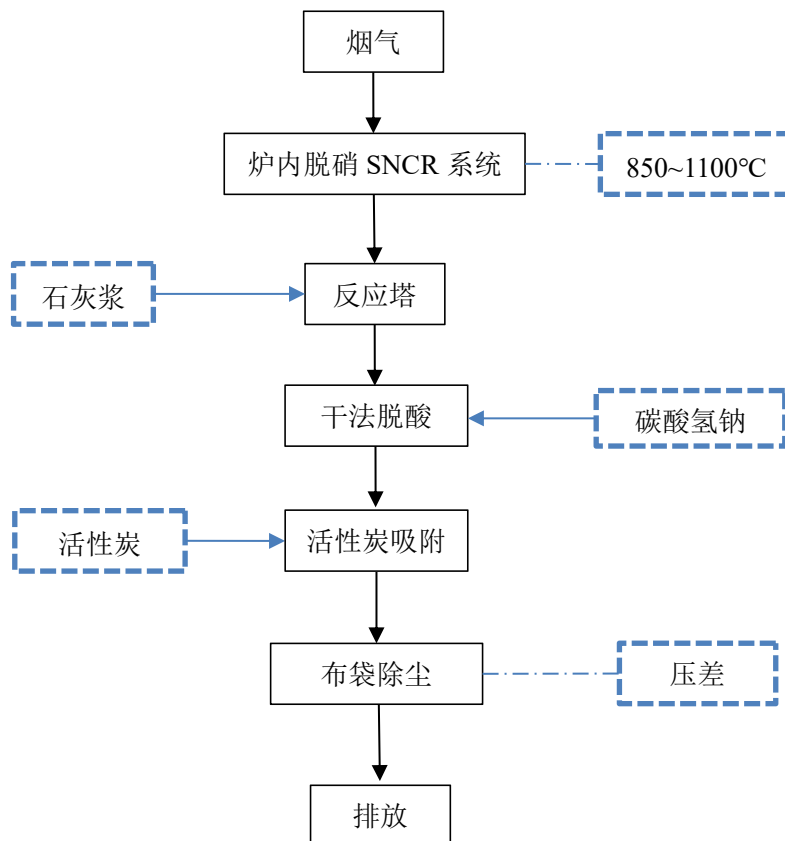 烟气
炉内脱硝 SNCR 系统
850~1100℃
石灰浆
反应塔
干法脱酸
碳酸氢钠
活性炭
活性炭吸附
布袋除尘
压差
排放